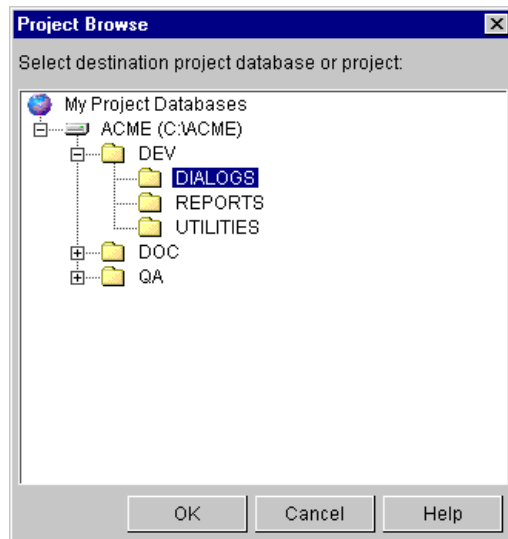 Project Browse
Select destination project database or project:
My Project Databases
ACME (C:\ACME)
DEV
DIALOGS
REPORTS
UTILITIES
DOC
QA
OK Cancel Help